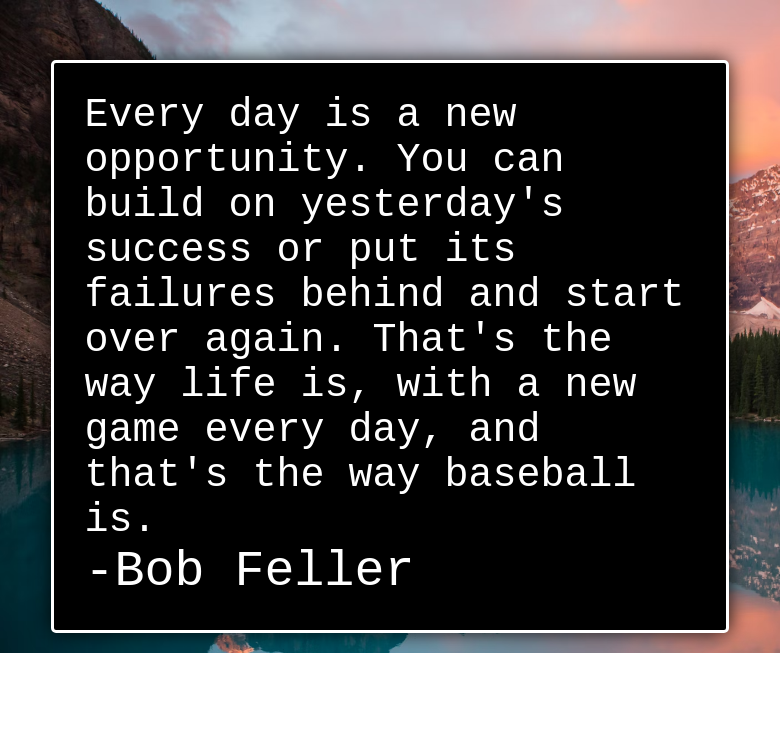 Every day is a new
opportunity. You can
build on yesterday's
success or put its
failures behind and start
over again. That's the
way life is, with a new
game every day, and
that's the way baseball
is.
-Bob Feller